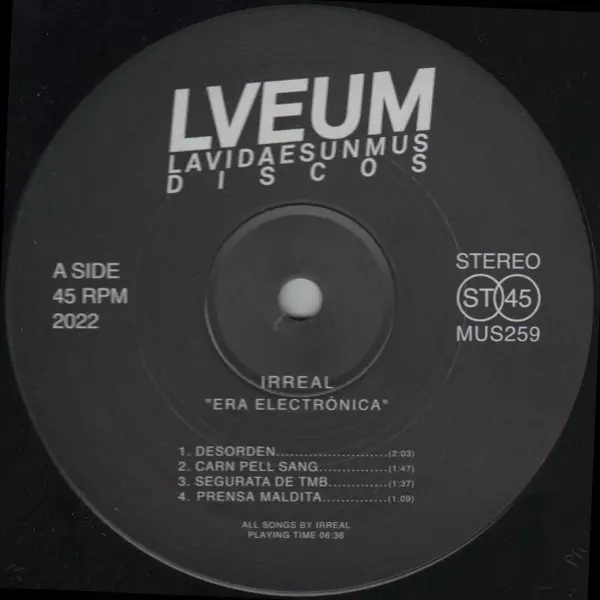 LVEUM
LAVIDAESUNMUS
DISCOS
A SIDE
45 RPM
2022
STEREO
ST 45
MUS259
IRREAL
"ERA ELECTRÓNICA"
1. DESORDEN........................(2:03)
2. CARN PELL SANG...............(1:47)
3. SEGURATA DE TMB.............(1:37)
4. PRENSA MALDITA..............(1.09)
ALL SONGS BY IRREAL
PLAYING TIME 06:36